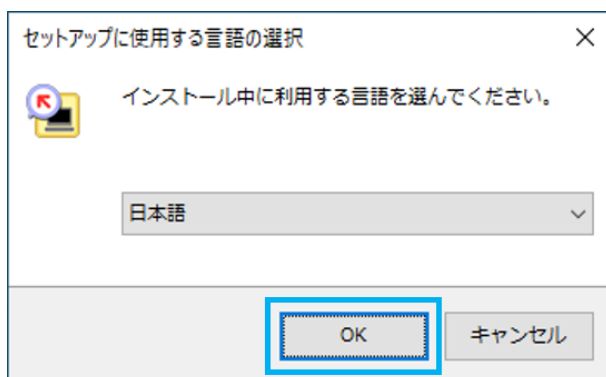 セットアップに使用する言語の選択
インストール中に利用する言語を選んでください。
日本語
OK
キャンセル